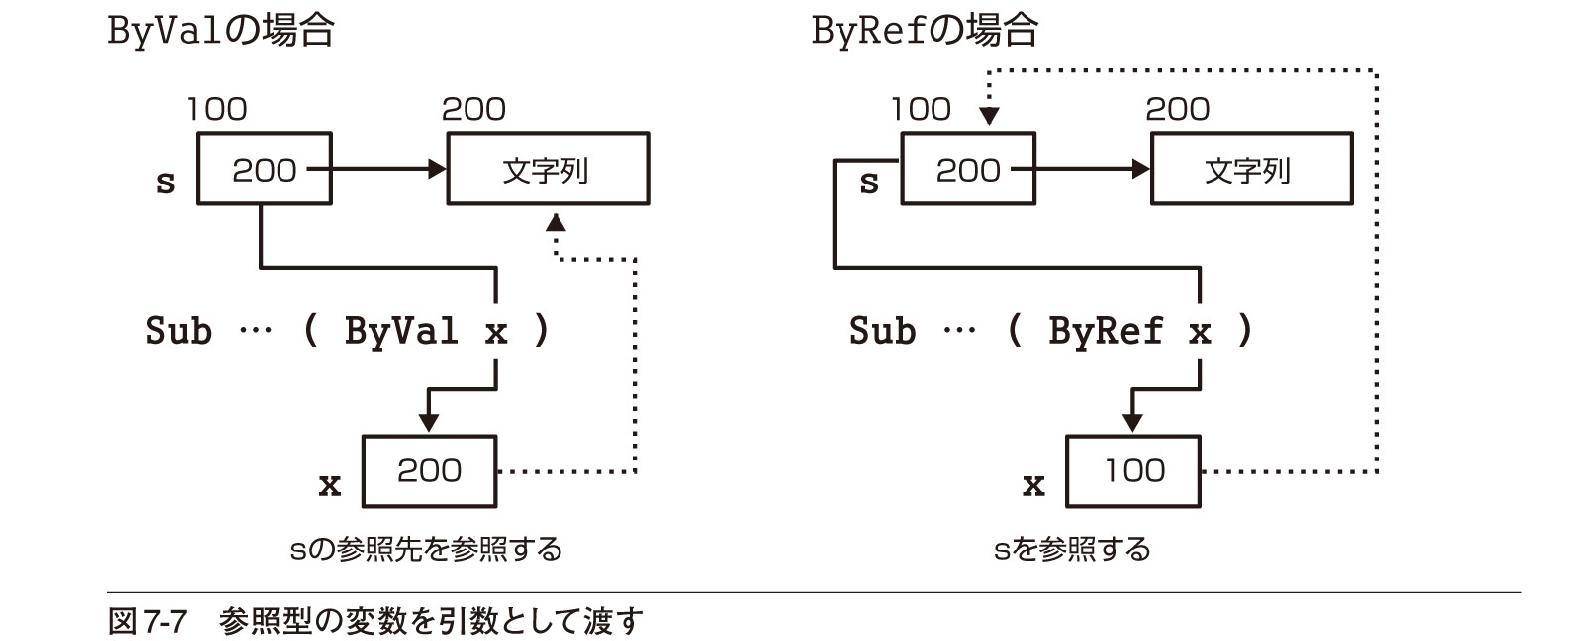 ByValの場合
100
200
s
200
文字列
Sub … ( ByVal x )
x
200
sの参照先を参照する
ByRefの場合
100
200
s
200
文字列
Sub … ( ByRef x )
x
100
sを参照する
図7-7 参照型の変数を引数として渡す